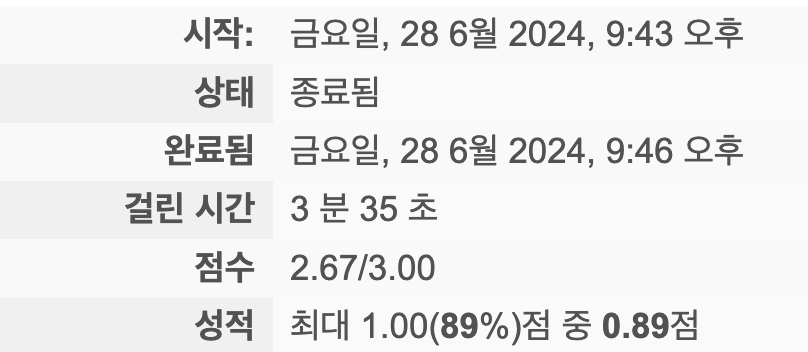 시작: 금요일, 28 6월 2024, 9:43 오후
상태 종료됨
완료됨 금요일, 28 6월 2024, 9:46 오후
걸린 시간 3 분 35 초
점수 2.67/3.00
성적 최대 1.00(89%)점 중 0.89점